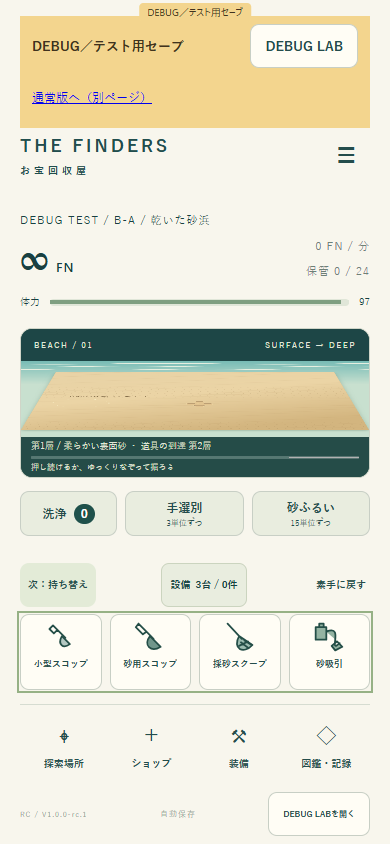 DEBUG／テスト用セーブ
DEBUG／テスト用セーブ
DEBUG LAB
通常版へ（別ページ）
THE FINDERS
お宝回収屋
DEBUG TEST / B-A / 乾いた砂浜
∞ FN
0 FN / 分
保管 0 / 24
体力
97
BEACH / 01
SURFACE → DEEP
第1層 / 柔らかい裏面砂 ・ 道具の到達 第2層
押し続けるか、ゆっくりなぞって掘ろう
洗浄 0
手選別
3単位ずつ
砂ふるい
15単位ずつ
次：持ち替え
設備 3台 / 0件
素手に戻す
小型スコップ
砂用スコップ
採砂スクープ
砂吸引
探索場所
ショップ
装備
図鑑・記録
RC / V1.0.0-rc.1
自動保存
DEBUG LABを開く